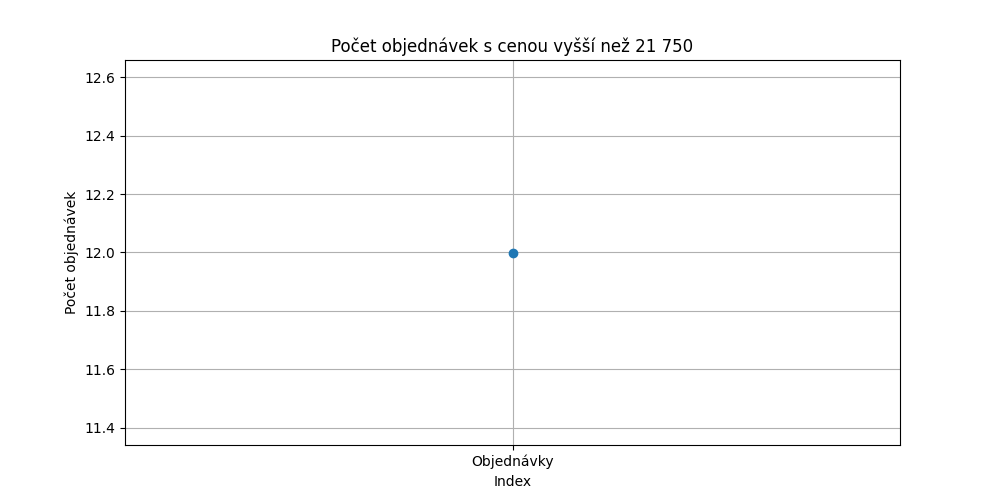 Počet objednávek s cenou vyšší než 21 750
Počet objednávek
12.6
12.4
12.2
12.0
11.8
11.6
11.4
Objednávky
Index